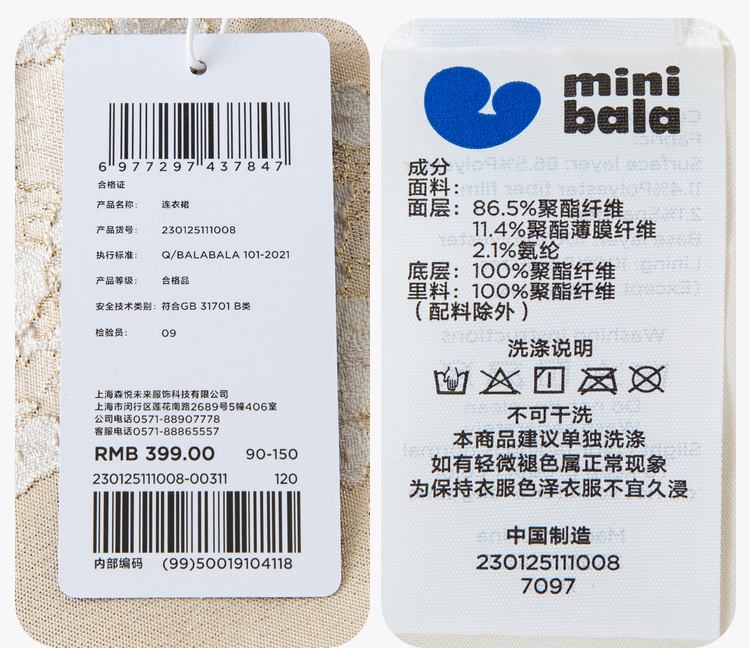 6 977297 437847
合格证
产品名称: 连衣裙
产品货号: 230125111008
执行标准: Q/BALABALA 101-2021
产品等级: 合格品
安全技术类别: 符合GB 31701 B类
检验员: 09
上海森悦未来服饰科技有限公司
上海市闵行区莲花南路2689号5幢406室
公司电话0571-88907778
客服电话0571-88865557
RMB 399.00 90-150
230125111008-00311 120
内部编码 (99)50019104118
mini
bala
成分
面料:
面层: 86.5%聚酯纤维
11.4%聚酯薄膜纤维
2.1%氨纶
底层: 100%聚酯纤维
里料: 100%聚酯纤维
(配料除外)
洗涤说明
不可干洗
本商品建议单独洗涤
如有轻微褪色属正常现象
为保持衣服色泽衣服不宜久浸
中国制造
230125111008
7097